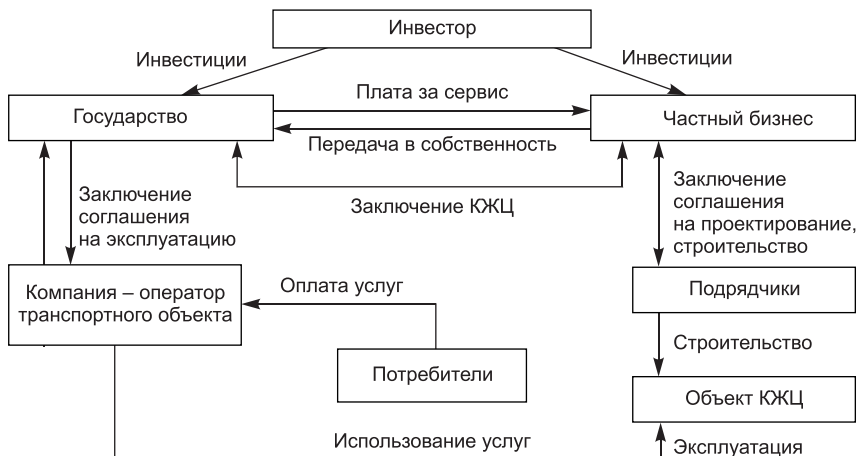 Инвестор
Инвестиции
Инвестиции
Государство
Плата за сервис
Частный бизнес
Передача в собственность
Заключение
соглашения
на эксплуатацию
Заключение КЖЦ
Заключение
соглашения
на проектирование,
строительство
Компания – оператор
транспортного объекта
Оплата услуг
Подрядчики
Строительство
Потребители
Объект КЖЦ
Использование услуг
Эксплуатация